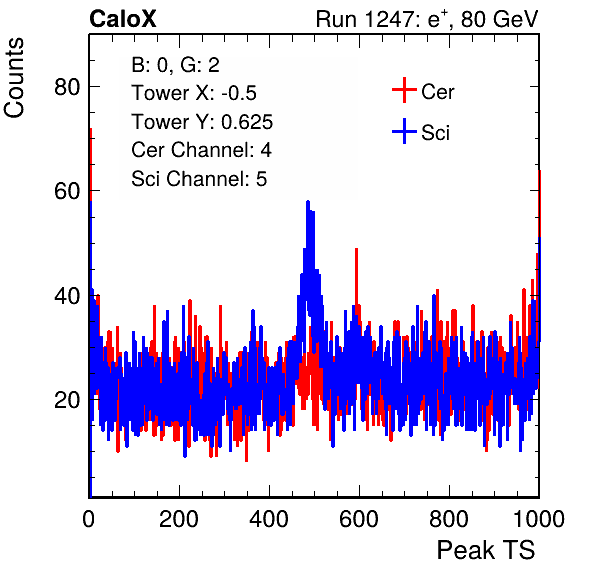 CaloX
Run 1247: e+, 80 GeV
Counts
B: 0, G: 2
Tower X: -0.5
Tower Y: 0.625
Cer Channel: 4
Sci Channel: 5
Cer
Sci
80
60
40
20
0
200
400
600
800
1000
Peak TS